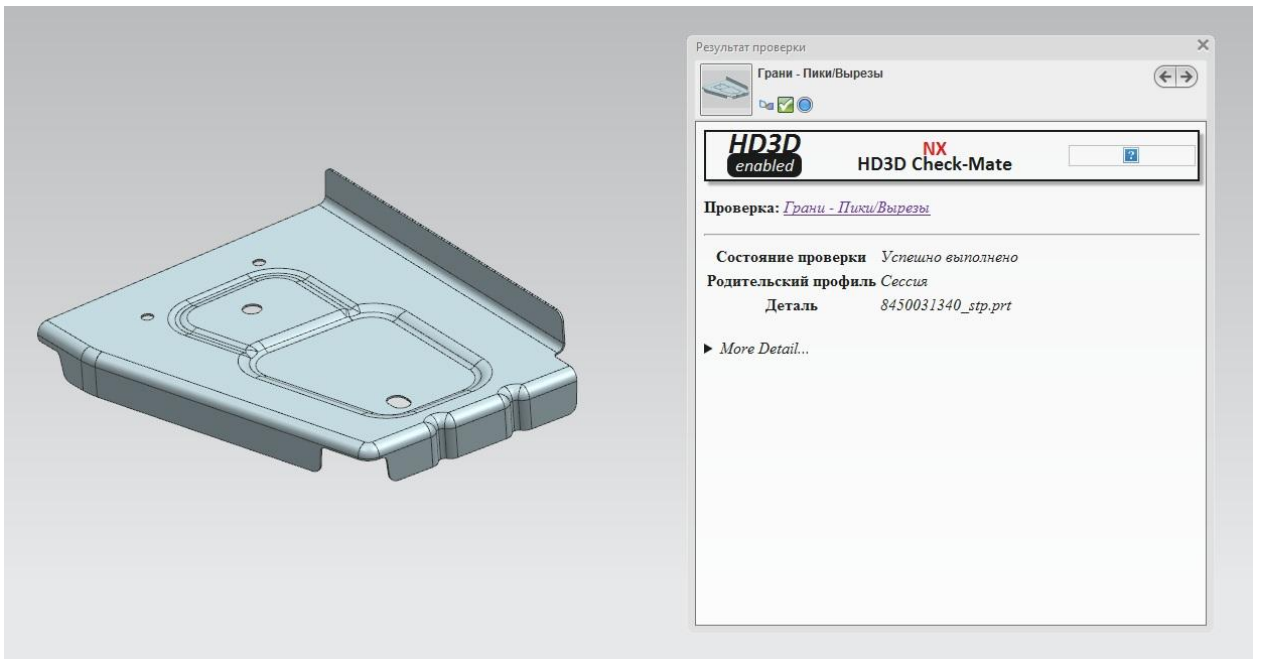 Результат проверки
Грани - Пики/Вырезы
HD3D
enabled
NX
HD3D Check-Mate
?
Проверка: Грани - Пики/Вырезы
Состояние проверки Успешно выполнено
Родительский профиль Сессия
Деталь 8450031340_stp.prt
More Detail...